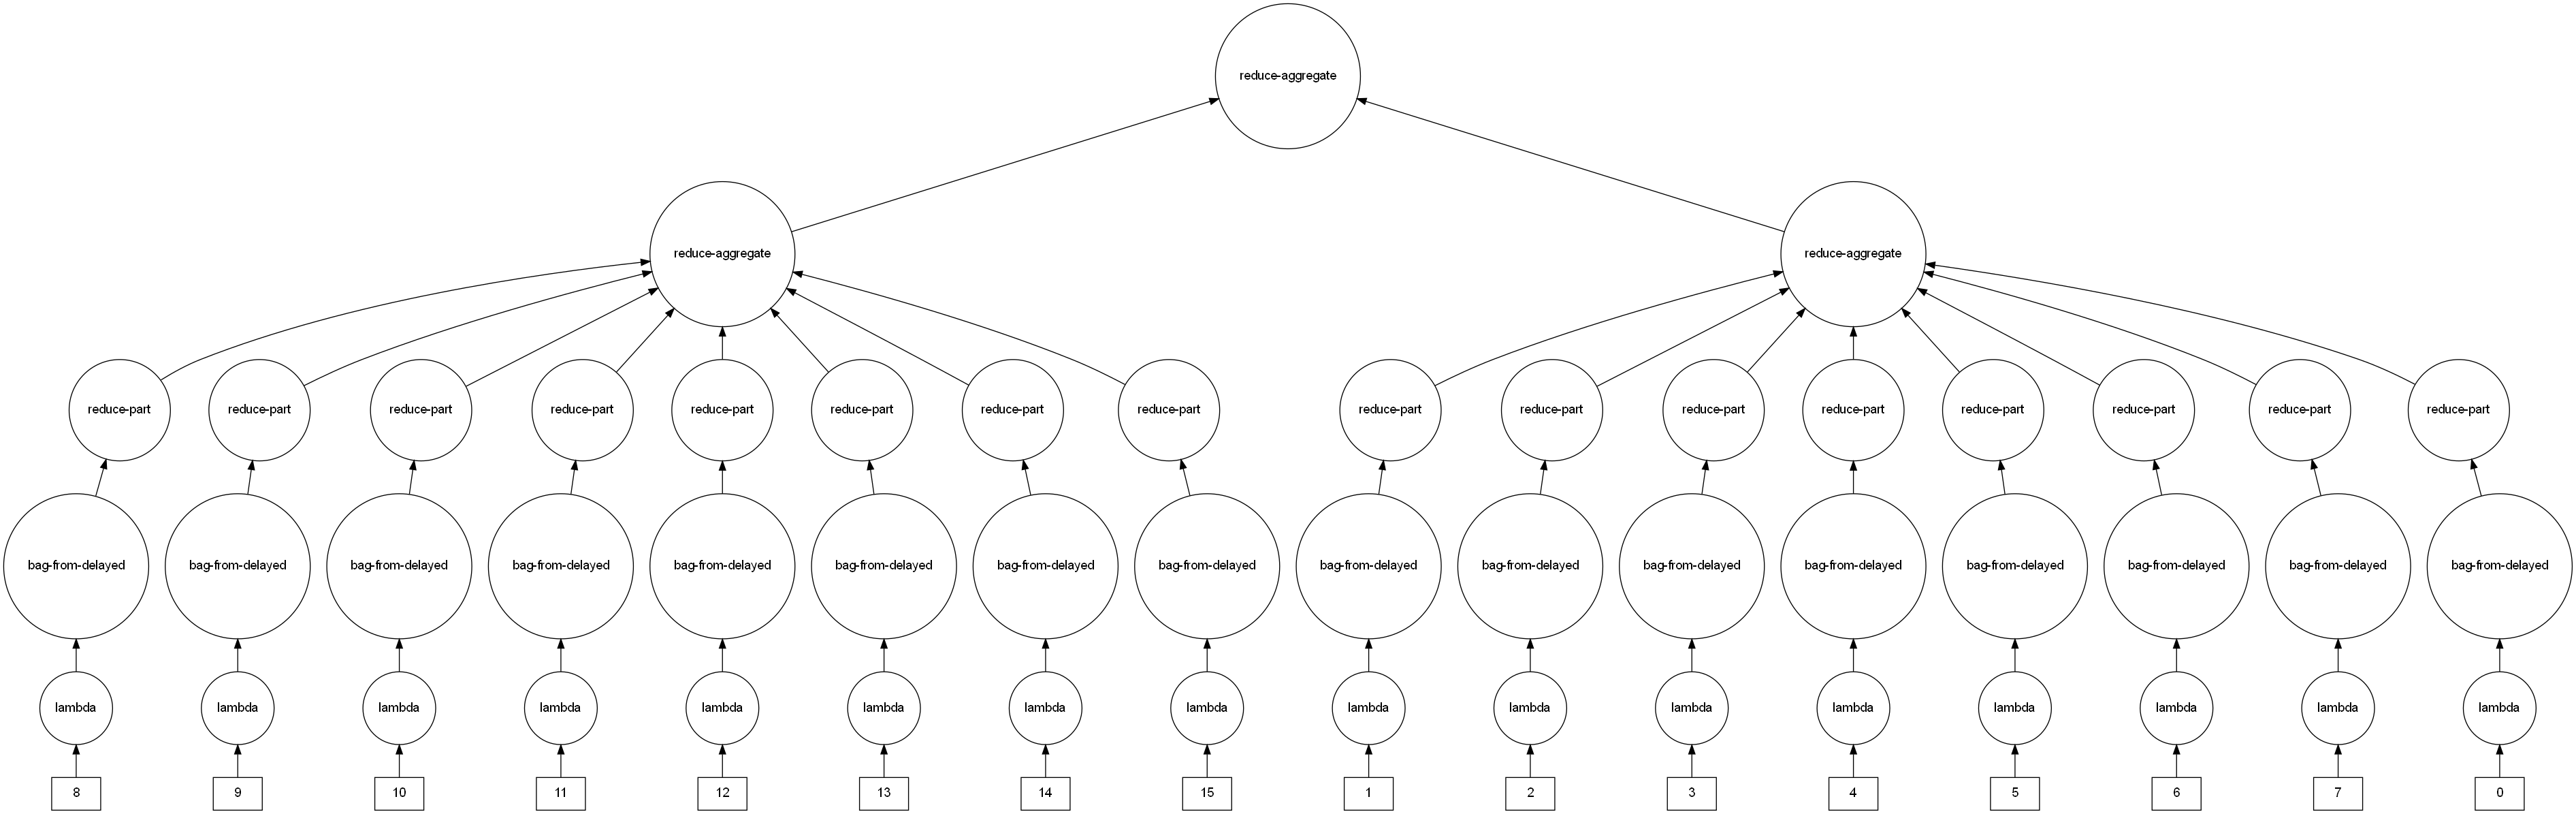 reduce-aggregate
reduce-aggregate reduce-aggregate
reduce-part reduce-part reduce-part reduce-part reduce-part reduce-part reduce-part reduce-part reduce-part reduce-part reduce-part reduce-part reduce-part reduce-part reduce-part reduce-part
bag-from-delayed bag-from-delayed bag-from-delayed bag-from-delayed bag-from-delayed bag-from-delayed bag-from-delayed bag-from-delayed bag-from-delayed bag-from-delayed bag-from-delayed bag-from-delayed bag-from-delayed bag-from-delayed bag-from-delayed bag-from-delayed
lambda lambda lambda lambda lambda lambda lambda lambda lambda lambda lambda lambda lambda lambda lambda lambda
8 9 10 11 12 13 14 15 1 2 3 4 5 6 7 0